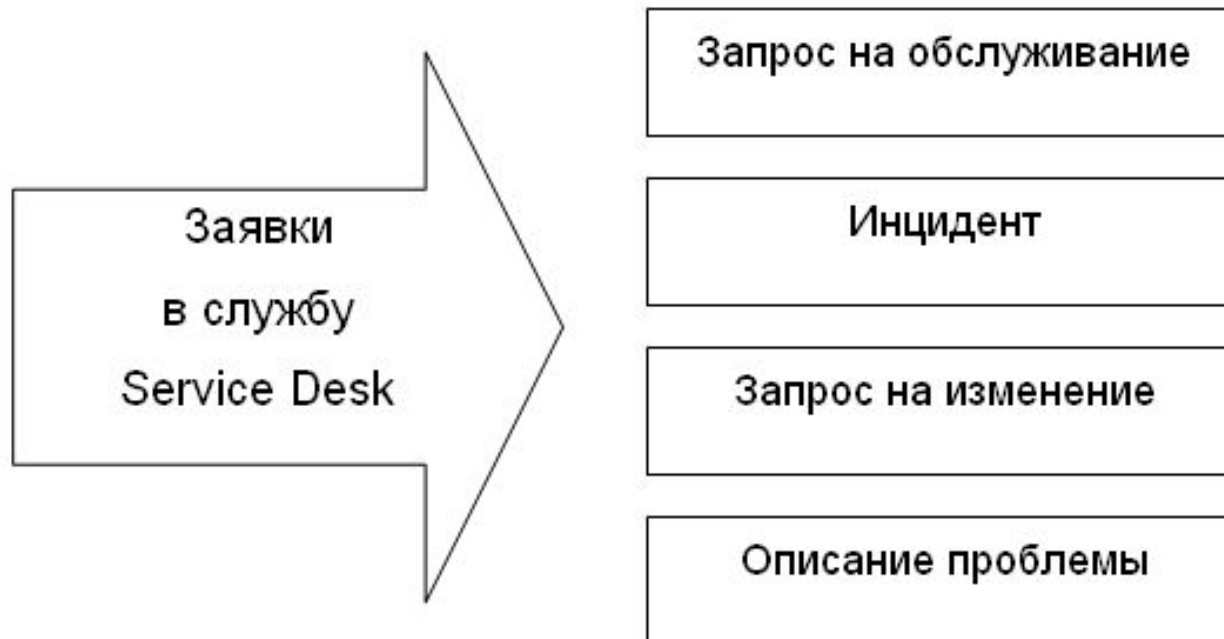 Заявки
в службу
Service Desk
Запрос на обслуживание
Инцидент
Запрос на изменение
Описание проблемы